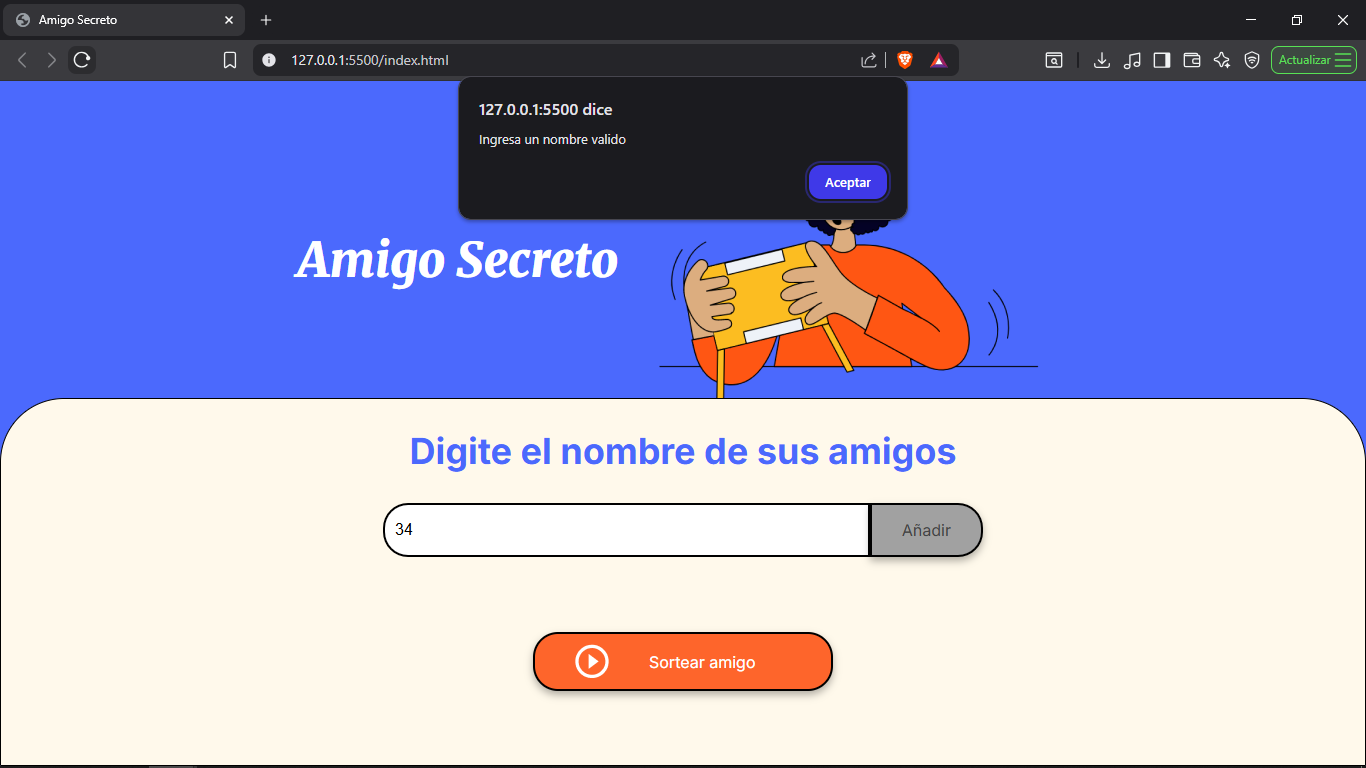 Amigo Secreto
127.0.0.1:5500/index.html
Actualizar
127.0.0.1:5500 dice
Ingresa un nombre valido
Aceptar
Amigo Secreto
Digite el nombre de sus amigos
34
Añadir
Sortear amigo